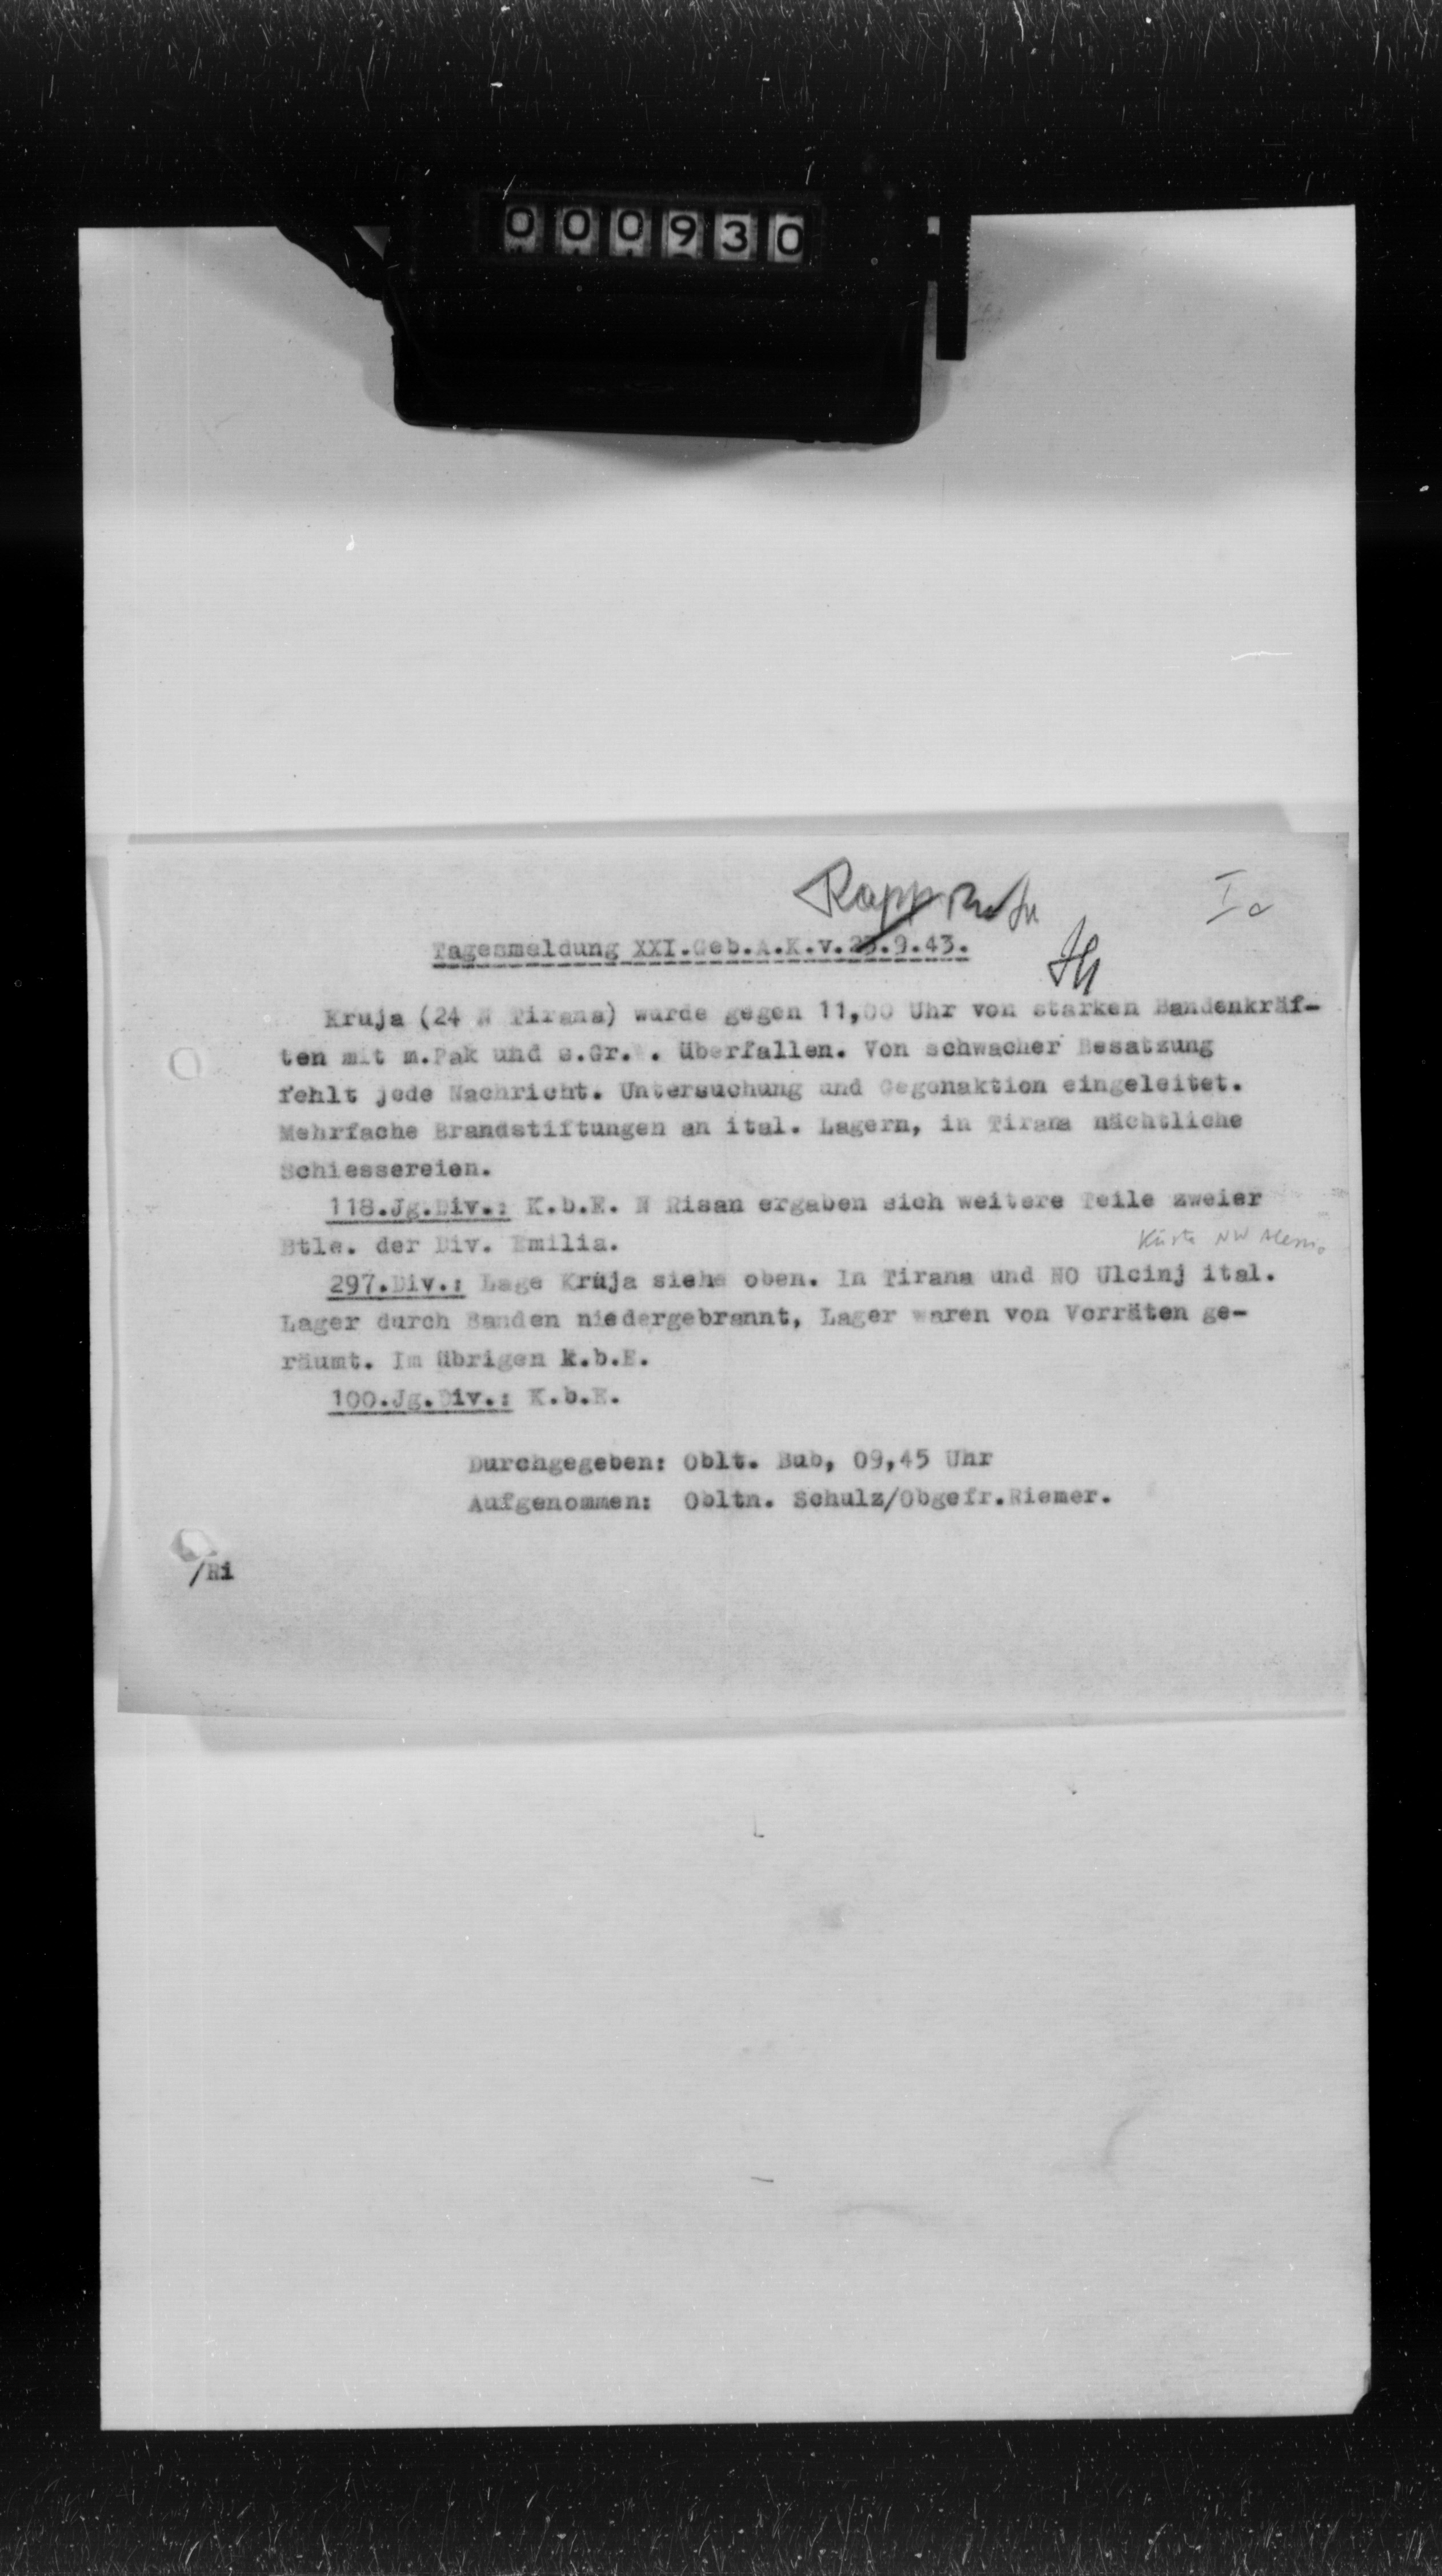 000930
Ia
Tagesmeldung XXI.Geb.A.K.v.23.9.43.
Kruja (24 N Tirana) wurde gegen 11,00 Uhr von starken Bandenkräf-
ten mit m.Pak und s.Gr. . überfallen. Von schwacher Besatzung
fehlt jede Nachricht. Untersuchung und Gegenaktion eingeleitet.
Mehrfache Brandstiftungen an ital. Lagern, in Tirana nächtliche
Schiessereien.
118.Jg.Div.: K.b.E. N Risan ergaben sich weitere Teile zweier
Btle. der Div. Emilia.
Küste NW Alessio
297.Div.: Lage Kruja siehe oben. In Tirana und NO Ulcinj ital.
Lager durch Banden niedergebrannt, Lager waren von Vorräten ge-
räumt. Im übrigen k.b.E.
100.Jg.Div.: K.b.E.
Durchgegeben: Oblt. Bub, 09,45 Uhr
Aufgenommen: Obltn. Schulz/Obgefr.Riemer.
/Ri